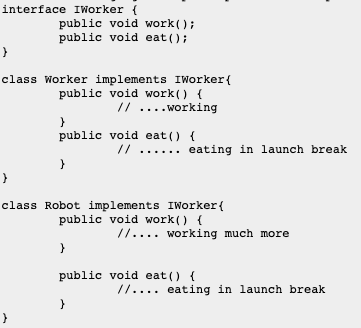 interface IWorker {
        public void work();
        public void eat();
}

class Worker implements IWorker{
        public void work() {
                // ....working
        }
        public void eat() {
                // ...... eating in launch break
        }
}

class Robot implements IWorker{
        public void work() {
                //.... working much more
        }

        public void eat() {
                //.... eating in launch break
        }
}